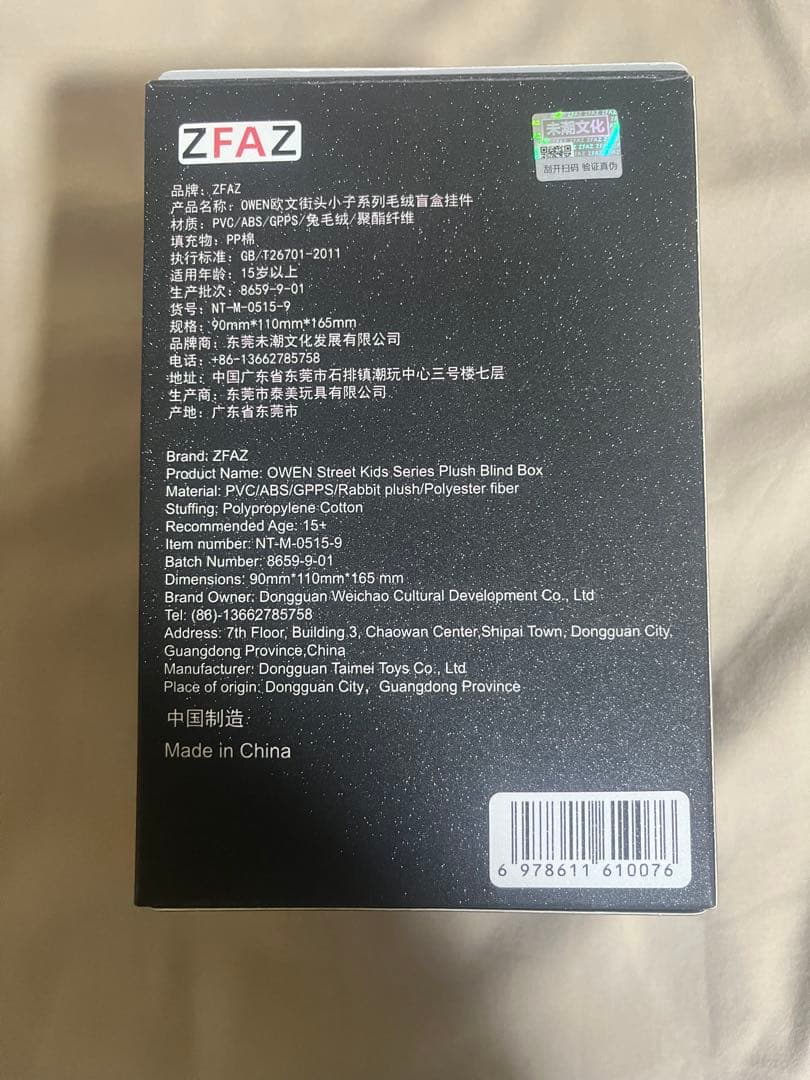 ZFAZ
未潮文化
刮开扫码 验证真伪
品牌：ZFAZ
产品名称：OWEN欧文街头小子系列毛绒盲盒挂件
材质：PVC/ABS/GPPS/兔毛绒/聚酯纤维
填充物：PP棉
执行标准：GB/T26701-2011
适用年龄：15岁以上
生产批次：8659-9-01
货号：NT-M-0515-9
规格：90mm*110mm*165mm
品牌商：东莞未潮文化发展有限公司
电话：+86-13662785758
地址：中国广东省东莞市石排镇潮玩中心三号楼七层
生产商：东莞市泰美玩具有限公司
产地：广东省东莞市
Brand: ZFAZ
Product Name: OWEN Street Kids Series Plush Blind Box
Material: PVC/ABS/GPPS/Rabbit plush/Polyester fiber
Stuffing: Polypropylene Cotton
Recommended Age: 15+
Item number: NT-M-0515-9
Batch Number: 8659-9-01
Dimensions: 90mm*110mm*165 mm
Brand Owner: Dongguan Weichao Cultural Development Co., Ltd
Tel: (86)-13662785758
Address: 7th Floor, Building 3, Chaowan Center,Shipai Town, Dongguan City,
Guangdong Province,China
Manufacturer: Dongguan Taimei Toys Co., Ltd
Place of origin: Dongguan City，Guangdong Province
中国制造
Made in China
6 978611 610076